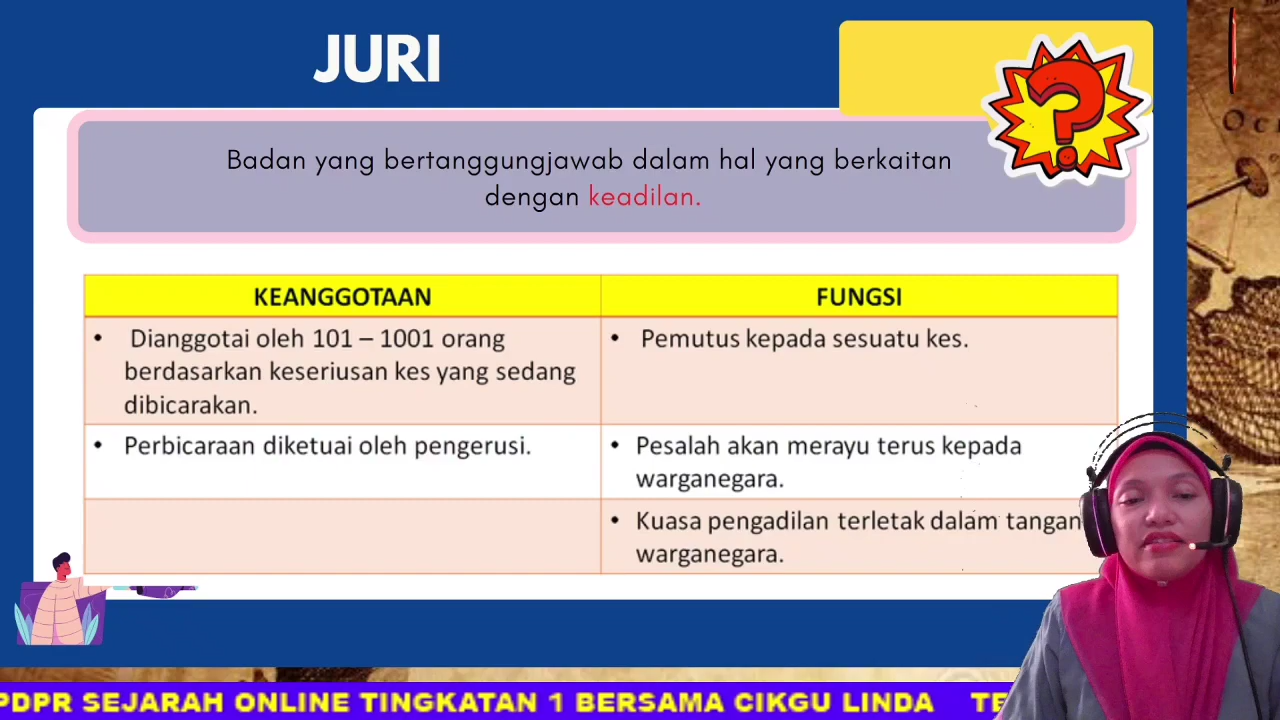 JURI
Badan yang bertanggungjawab dalam hal yang berkaitan
dengan keadilan.
KEANGGOTAAN
FUNGSI
• Dianggotai oleh 101 – 1001 orang
berdasarkan keseriusan kes yang sedang
dibicarakan.
• Pemutus kepada sesuatu kes.
• Perbicaraan diketuai oleh pengerusi.
• Pesalah akan merayu terus kepada
warganegara.
• Kuasa pengadilan terletak dalam tangan
warganegara.
PDPR SEJARAH ONLINE TINGKATAN 1 BERSAMA CIKGU LINDA